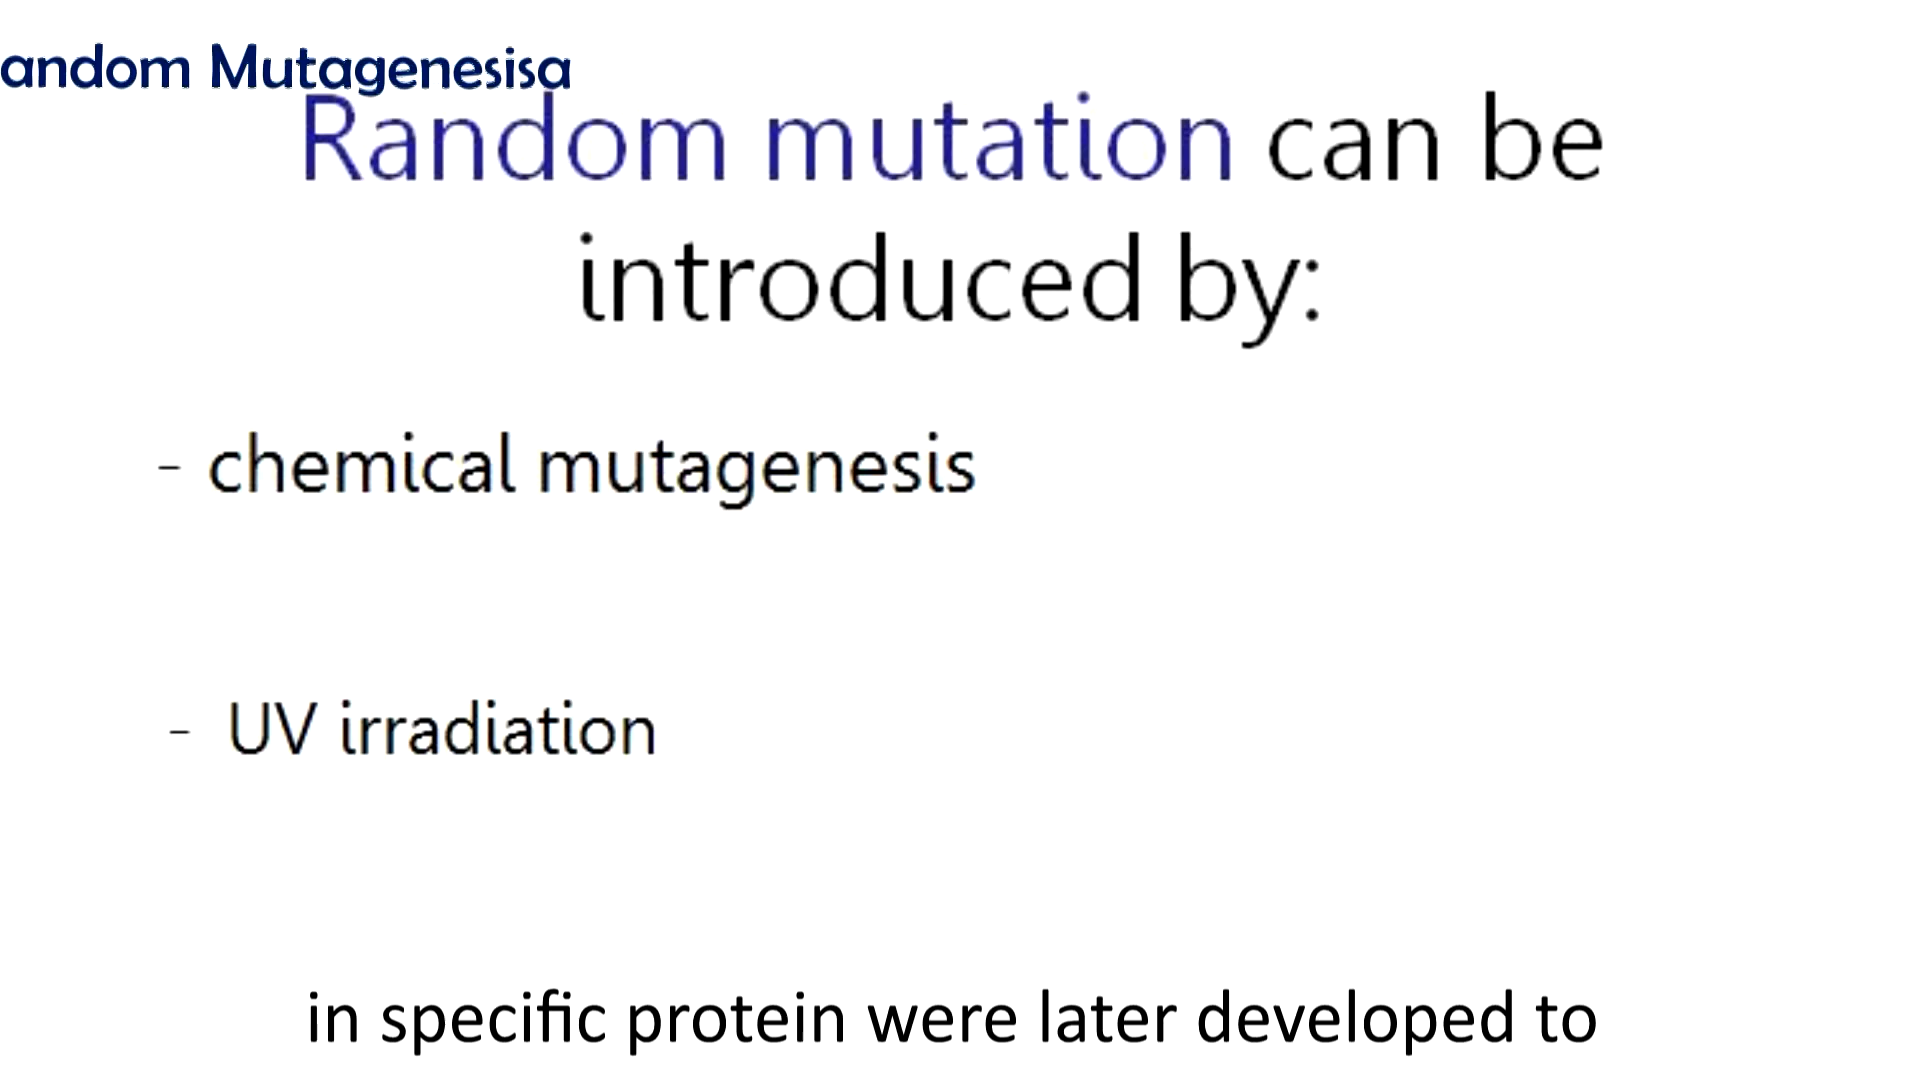 andom Mutagenesisa
Random mutation can be
introduced by:
- chemical mutagenesis
- UV irradiation
in specific protein were later developed to